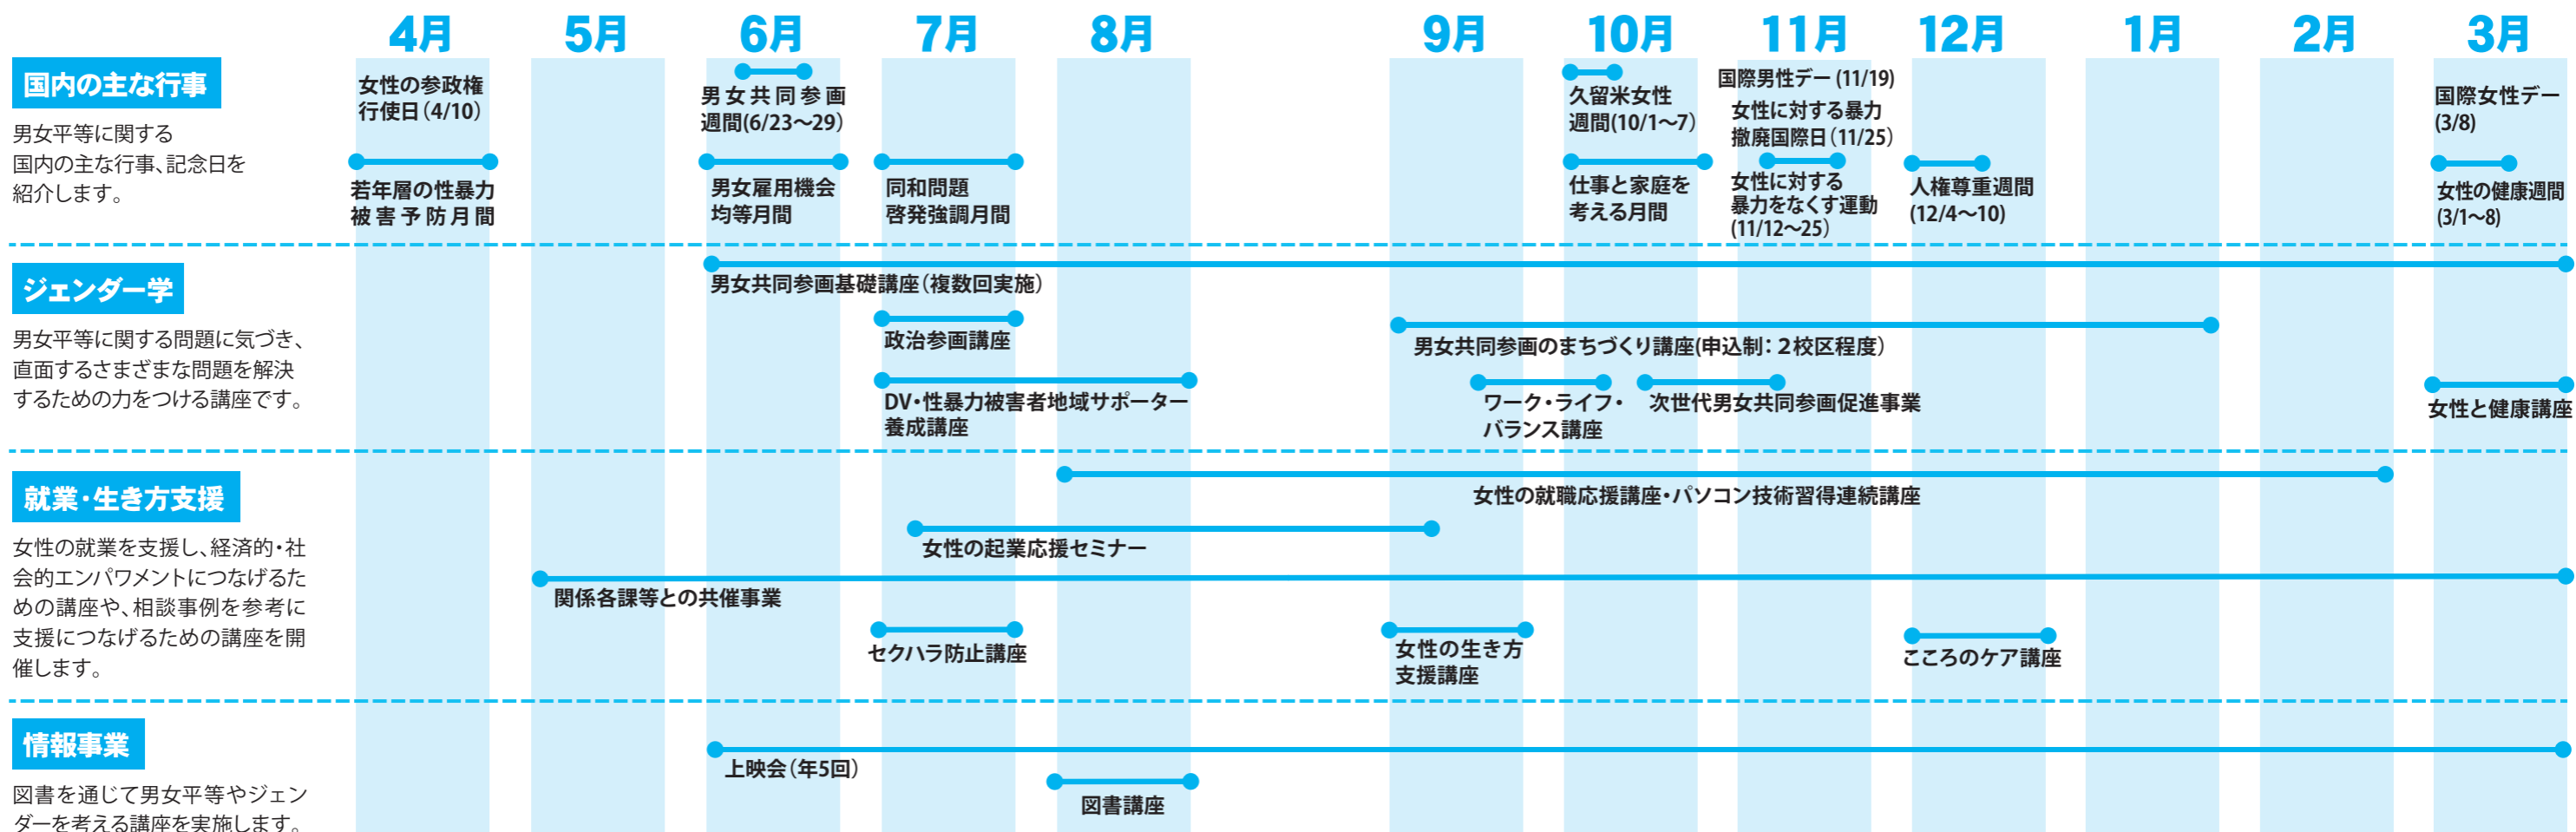 4月 5月 6月 7月 8月 9月 10月 11月 12月 1月 2月 3月
国内の主な行事
男女平等に関する
国内の主な行事、記念日を
紹介します。
女性の参政権
行使日(4/10)
若年層の性暴力
被害予防月間
男女共同参画
週間(6/23〜29)
男女雇用機会
均等月間
同和問題
啓発強調月間
久留米女性
週間(10/1〜7)
仕事と家庭を
考える月間
国際男性デー(11/19)
女性に対する暴力
撤廃国際日(11/25)
女性に対する
暴力をなくす運動
(11/12〜25)
人権尊重週間
(12/4〜10)
国際女性デー
(3/8)
女性の健康週間
(3/1〜8)
ジェンダー学
男女平等に関する問題に気づき、
直面するさまざまな問題を解決
するための力をつける講座です。
男女共同参画基礎講座(複数回実施)
政治参画講座
DV・性暴力被害者地域サポーター
養成講座
男女共同参画のまちづくり講座(申込制:2校区程度)
ワーク・ライフ・
バランス講座
次世代男女共同参画促進事業
女性と健康講座
就業・生き方支援
女性の就業を支援し、経済的・社
会的エンパワメントにつなげるた
めの講座や、相談事例を参考に
支援につなげるための講座を開
催します。
女性の就職応援講座・パソコン技術習得連続講座
女性の起業応援セミナー
関係各課等との共催事業
セクハラ防止講座
女性の生き方
支援講座
こころのケア講座
情報事業
図書を通じて男女平等やジェン
ダーを考える講座を実施します。
上映会(年5回)
図書講座